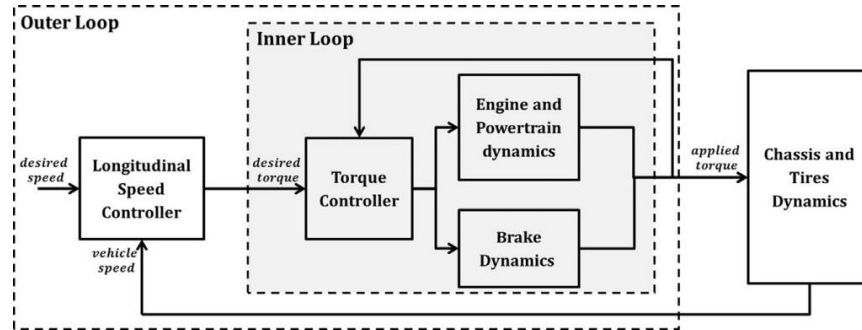 Outer Loop
Inner Loop
desired
speed
Longitudinal
Speed
Controller
vehicle
speed
desired
torque
Torque
Controller
Engine and
Powertrain
dynamics
Brake
Dynamics
applied
torque
Chassis and
Tires
Dynamics